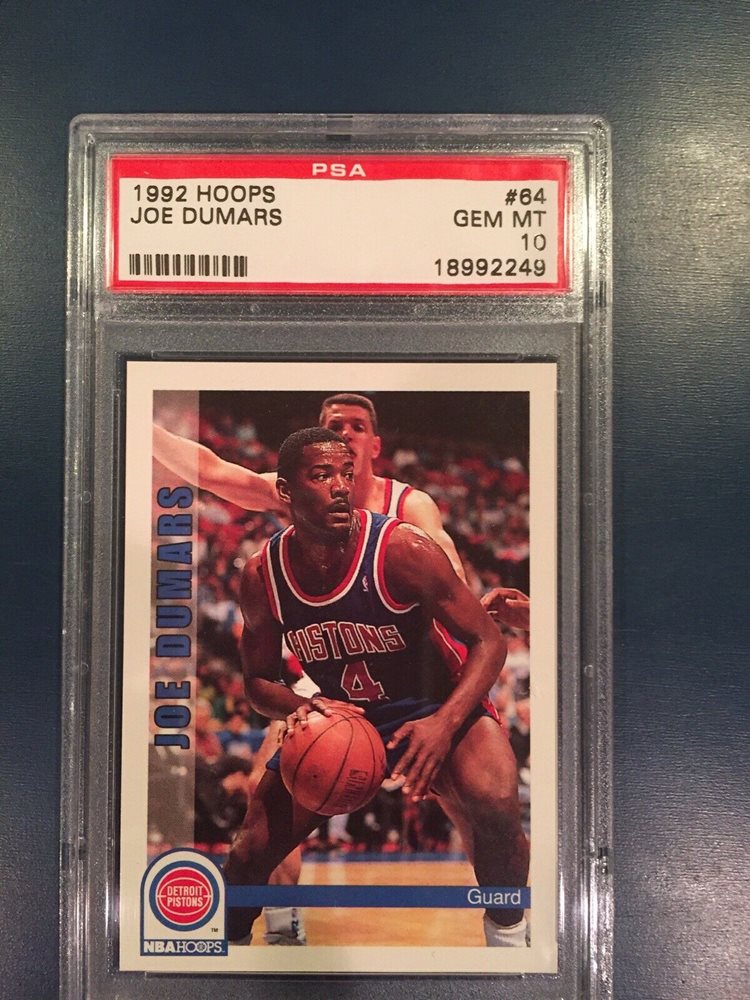 PSA
1992 HOOPS #64
JOE DUMARS GEM MT
10
18992249
JOE DUMARS
PISTONS
4
DETROIT
PISTONS
TM
NBA HOOPS
Guard